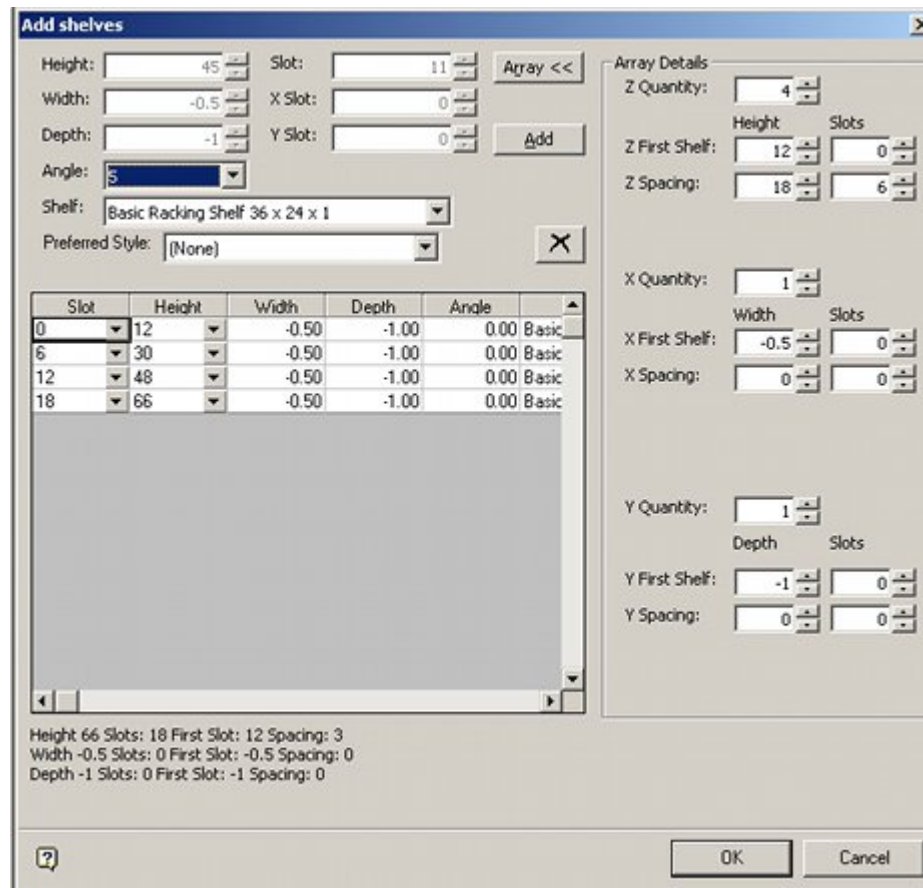 Add shelves
Height: 45 Slot: 11 Array <<
Width: -0.5 X Slot: 0
Depth: -1 Y Slot: 0 Add
Angle: 5
Shelf: Basic Racking Shelf 36 x 24 x 1
Preferred Style: (None)
Slot Height Width Depth Angle
0 12 -0.50 -1.00 0.00 Basic
6 30 -0.50 -1.00 0.00 Basic
12 48 -0.50 -1.00 0.00 Basic
18 66 -0.50 -1.00 0.00 Basic
Height 66 Slots: 18 First Slot: 12 Spacing: 3
Width -0.5 Slots: 0 First Slot: -0.5 Spacing: 0
Depth -1 Slots: 0 First Slot: -1 Spacing: 0
Array Details
Z Quantity: 4
Height Slots
Z First Shelf: 12 0
Z Spacing: 18 6
X Quantity: 1
Width Slots
X First Shelf: -0.5 0
X Spacing: 0 0
Y Quantity: 1
Depth Slots
Y First Shelf: -1 0
Y Spacing: 0 0
OK Cancel